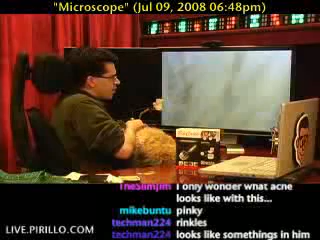 "Microscope" (Jul 09, 2008 06:48pm)
TheSlimJim I only wonder what acne
looks like with this...
mikebuntu pinky
techman224 rinkles
techman224 looks like somethings in him
LIVE.PIRILLO.COM